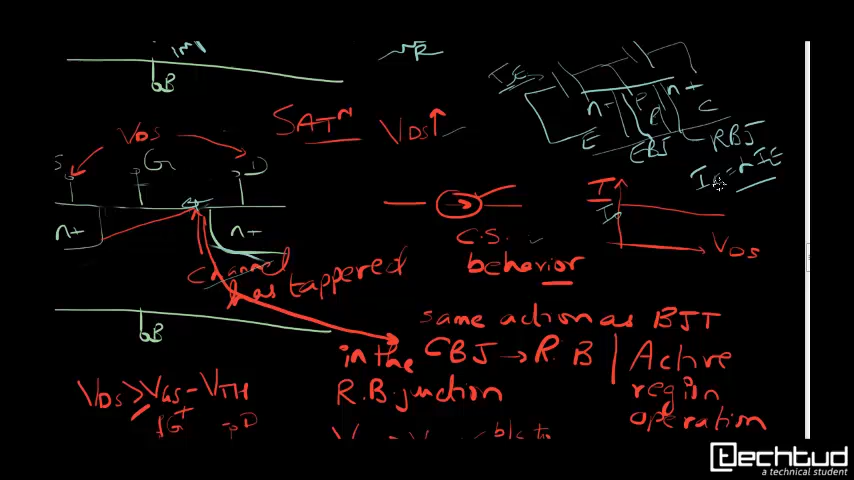 B
SATⁿ VDS↑
VDS
G D
n+ n+
n+ P n+
E B C
EBJ RBJ
I
VDS
C.S.
behavior
Channel
has tappered
same action as BJT
in the CBJ → R.B | Active
R.B. junction region
operation
B
VDS > VGS - VTH
G+ D
techtud
a technical student